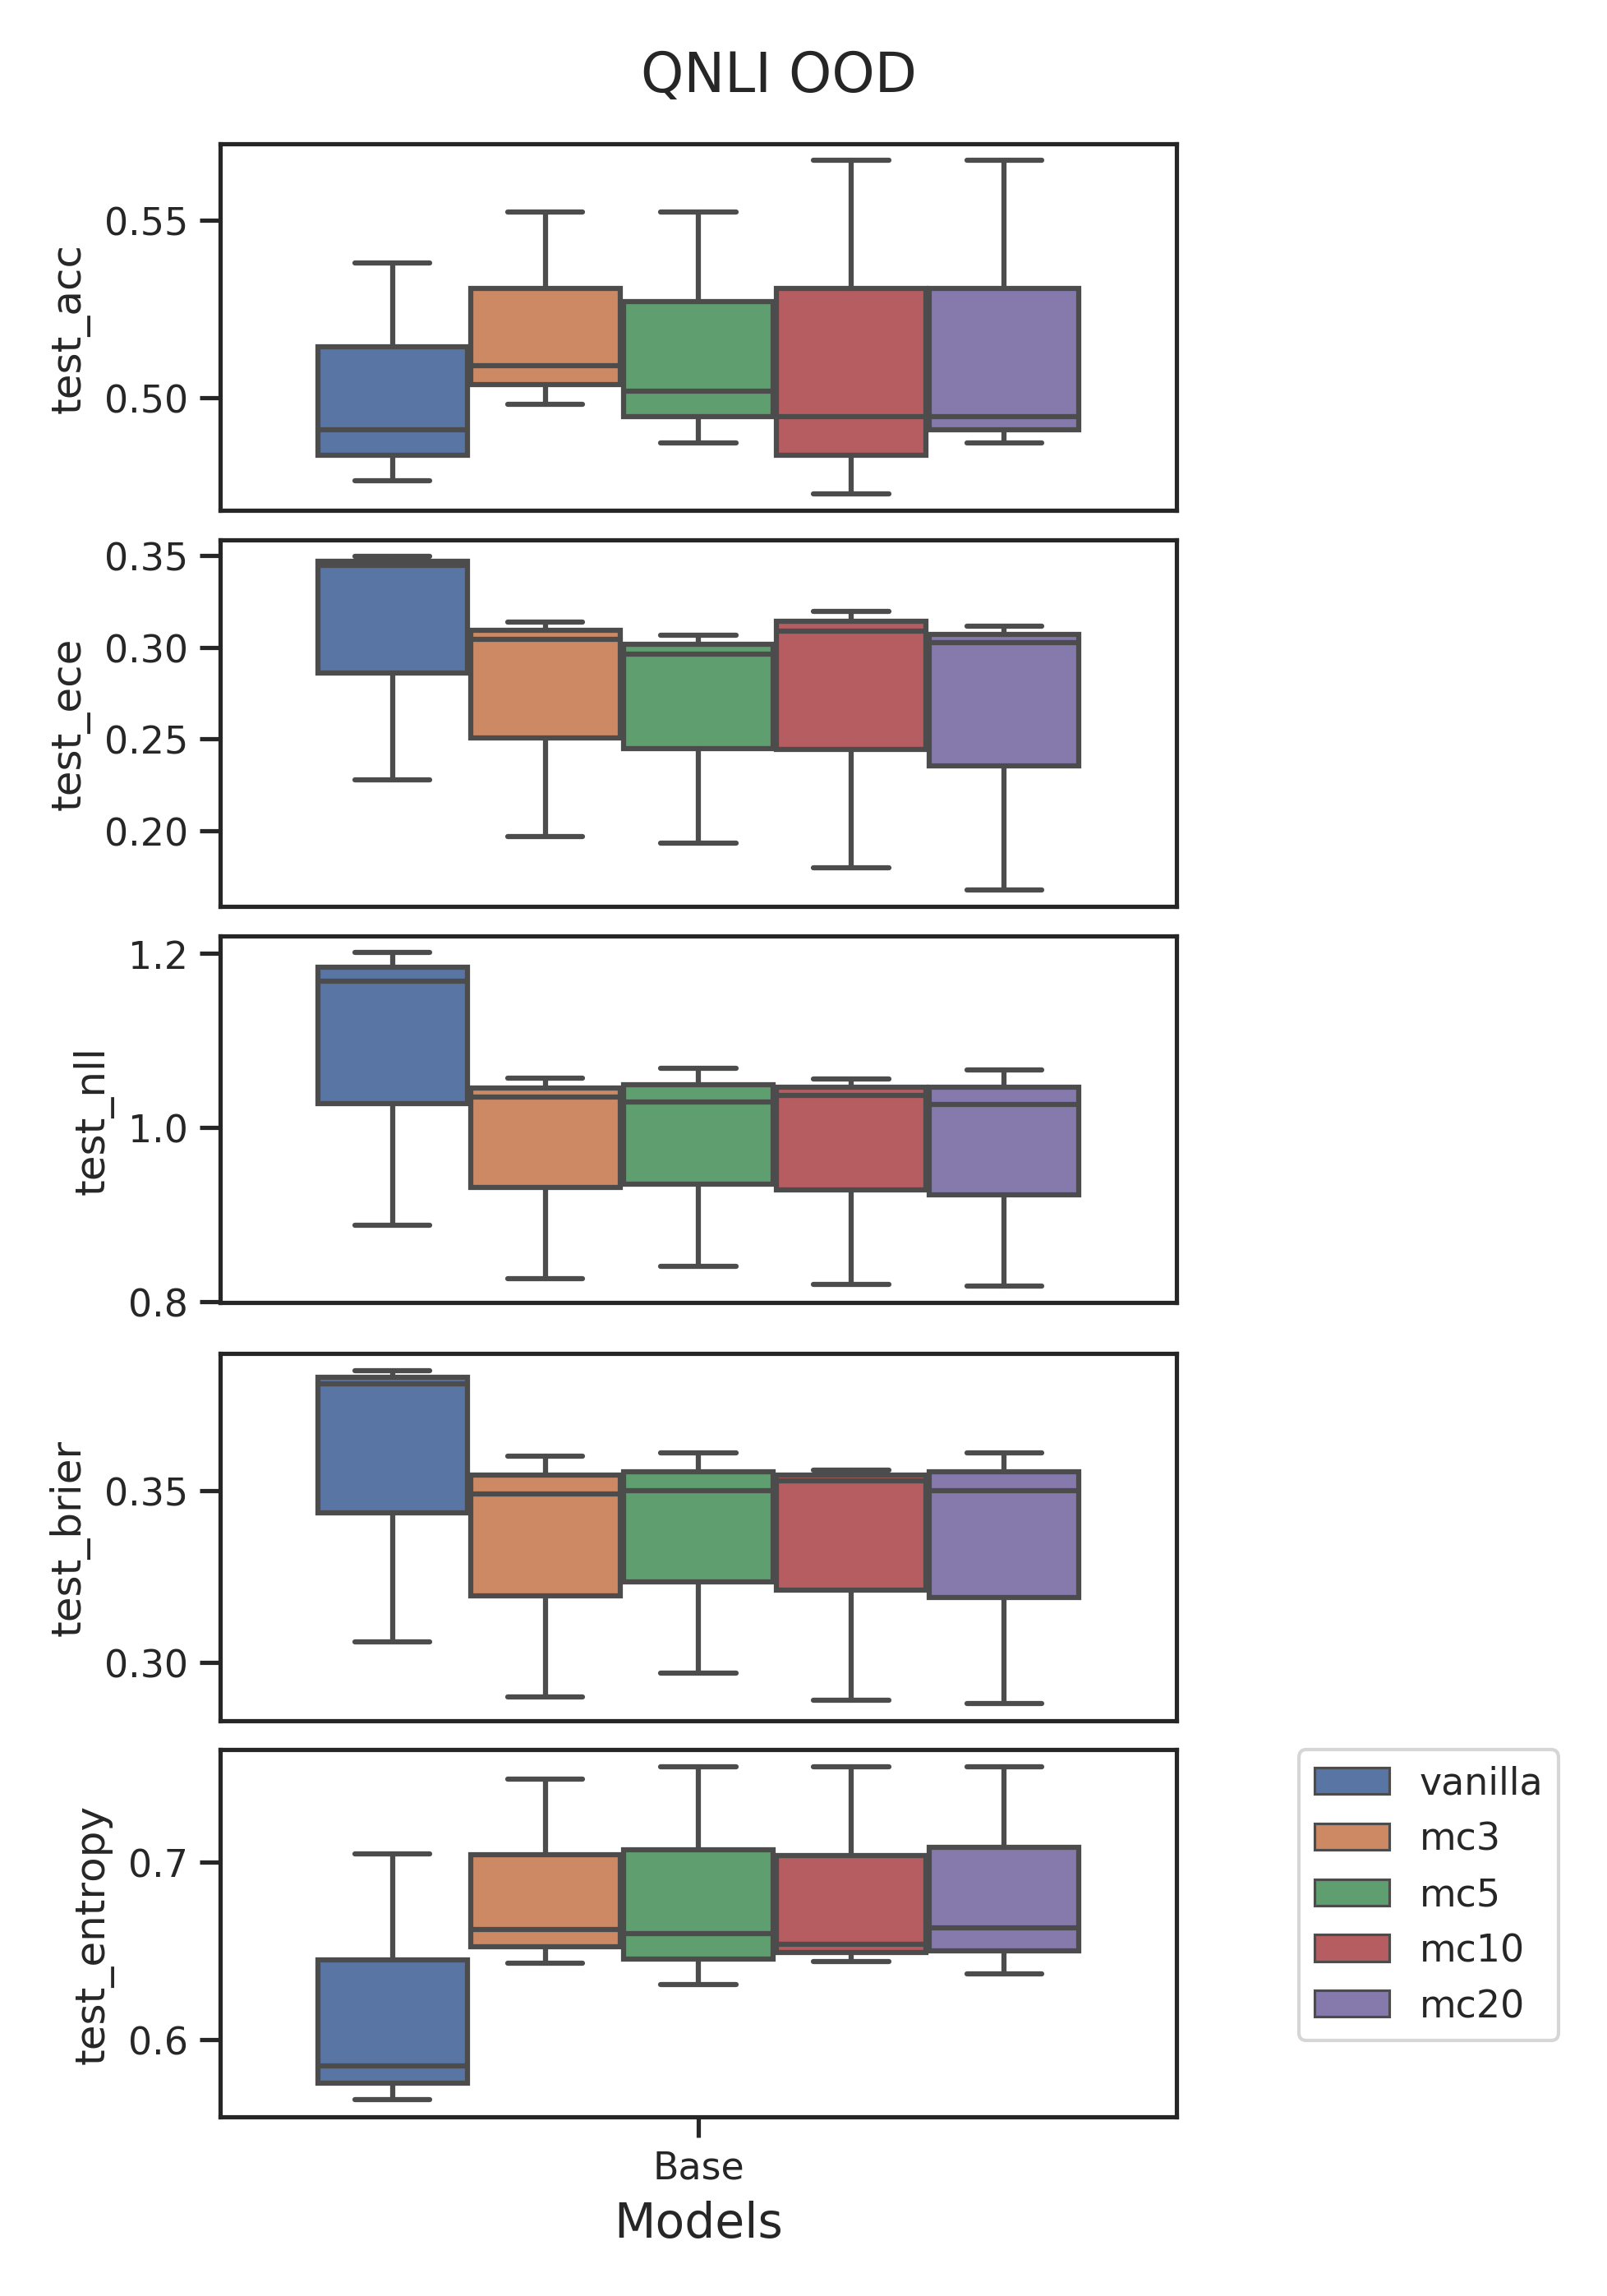 QNLI OOD
test_acc
0.55
0.50
test_ece
0.35
0.30
0.25
0.20
test_nll
1.2
1.0
0.8
test_brier
0.35
0.30
test_entropy
0.7
0.6
Base
Models
vanilla
mc3
mc5
mc10
mc20